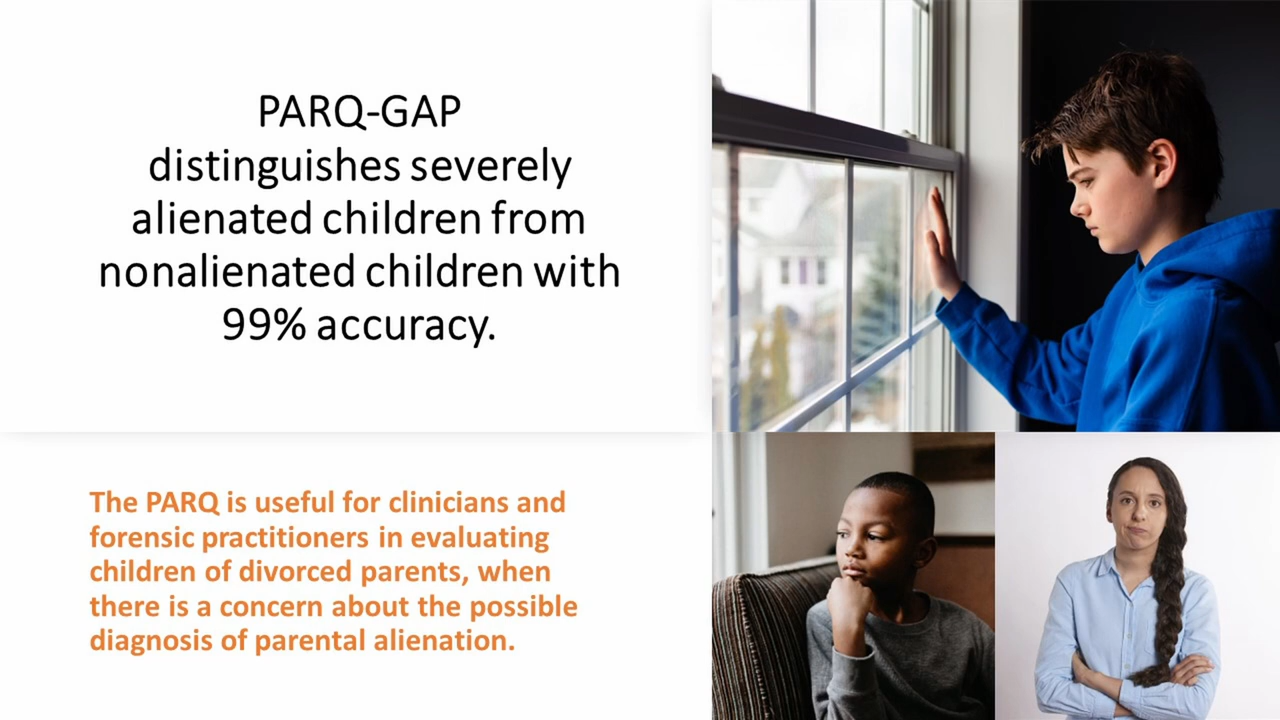 PARQ-GAP
distinguishes severely
alienated children from
nonalienated children with
99% accuracy.
The PARQ is useful for clinicians and
forensic practitioners in evaluating
children of divorced parents, when
there is a concern about the possible
diagnosis of parental alienation.